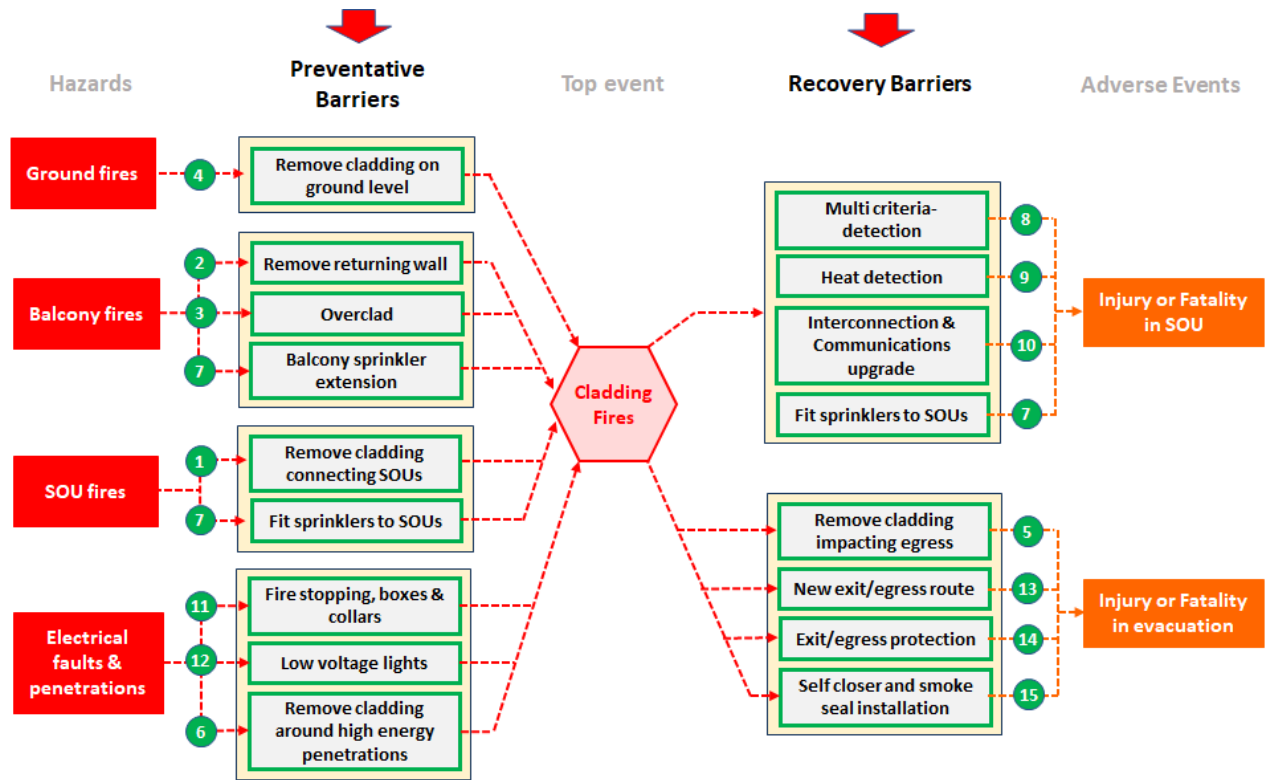 Hazards
Preventative
Barriers
Top event
Recovery Barriers
Adverse Events
Ground fires
4
Remove cladding on
ground level
Balcony fires
2
Remove returning wall
3
Overclad
7
Balcony sprinkler
extension
SOU fires
1
Remove cladding
connecting SOUs
7
Fit sprinklers to SOUs
Electrical
faults &
penetrations
11
Fire stopping, boxes &
collars
12
Low voltage lights
6
Remove cladding
around high energy
penetrations
Cladding
Fires
Multi criteria-
detection
8
Heat detection
9
Interconnection &
Communications
upgrade
10
Fit sprinklers to SOUs
7
Injury or Fatality
in SOU
Remove cladding
impacting egress
5
New exit/egress route
13
Exit/egress protection
14
Self closer and smoke
seal installation
15
Injury or Fatality
in evacuation